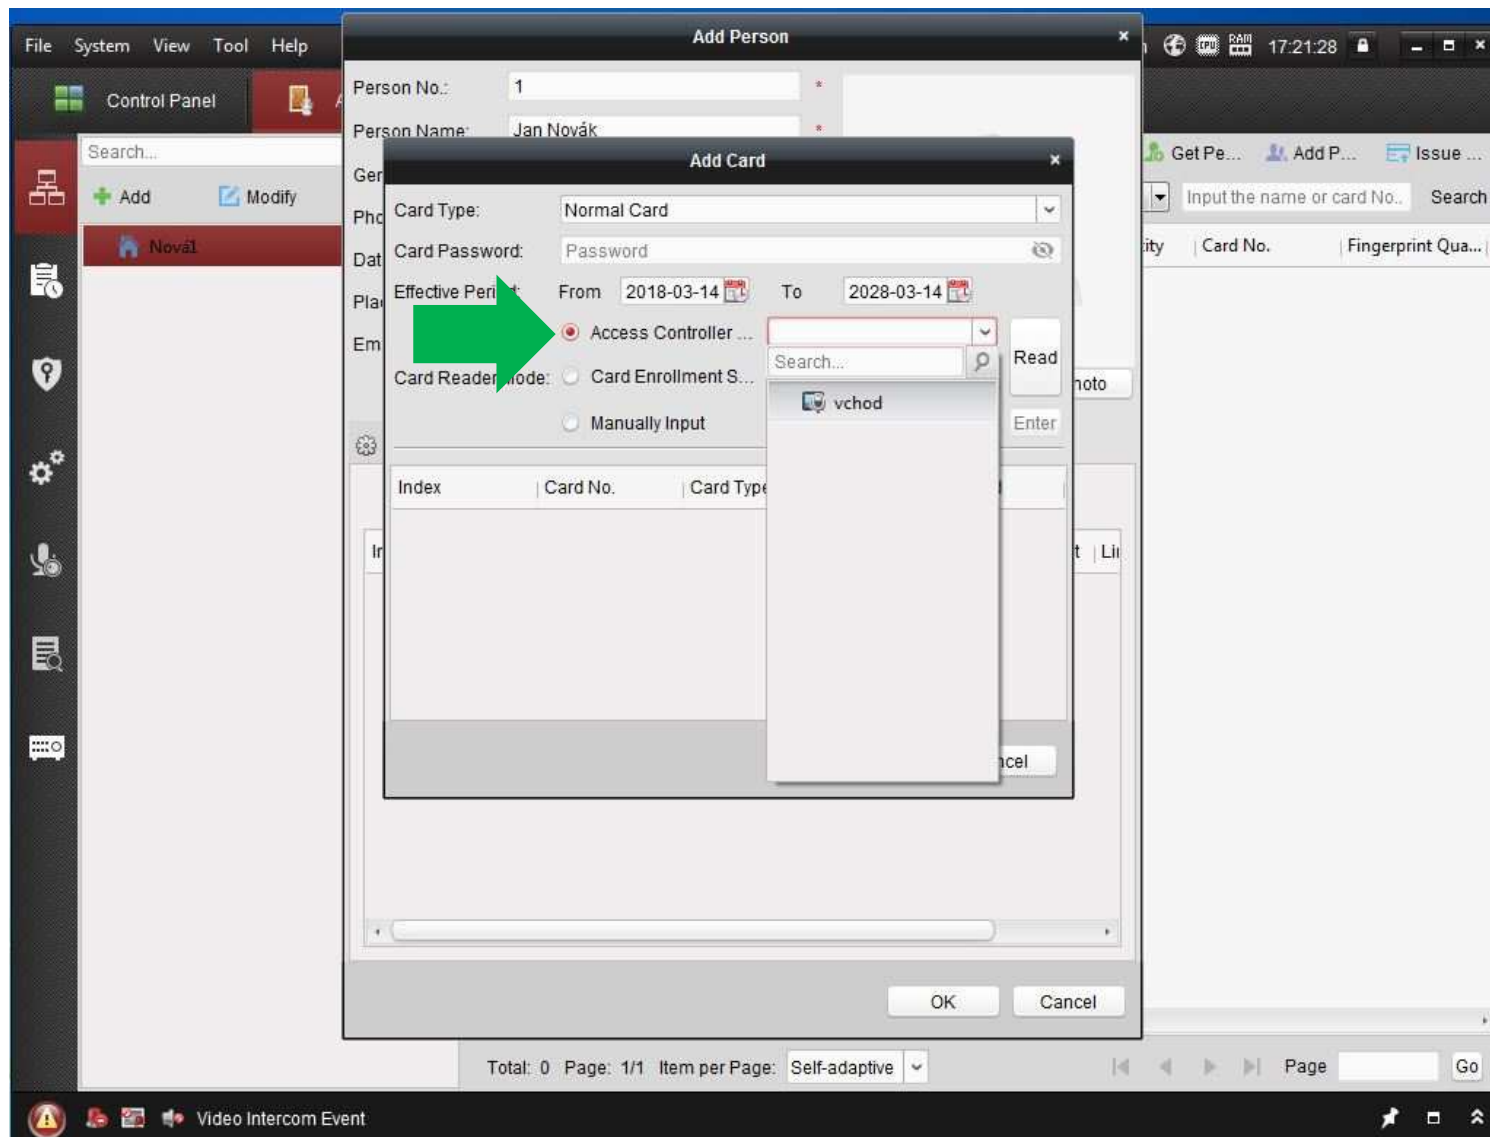 File System View Tool Help
Add Person
RAM 17:21:28
Control Panel
Person No.: 1 *
Person Name: Jan Novák *
Search...
Add Card
Get Pe... Add P... Issue ...
Add Modify
Card Type: Normal Card
Input the name or card No.. Search
Novál
Card Password: Password
Card No. Fingerprint Qua...
Effective Period: From 2018-03-14 To 2028-03-14
Access Controller ...
Search...
Read
Card Reader Mode: Card Enrollment S...
vchod
Manually Input
Enter
Index Card No. Card Type
OK Cancel
Total: 0 Page: 1/1 Item per Page: Self-adaptive
Page Go
Video Intercom Event